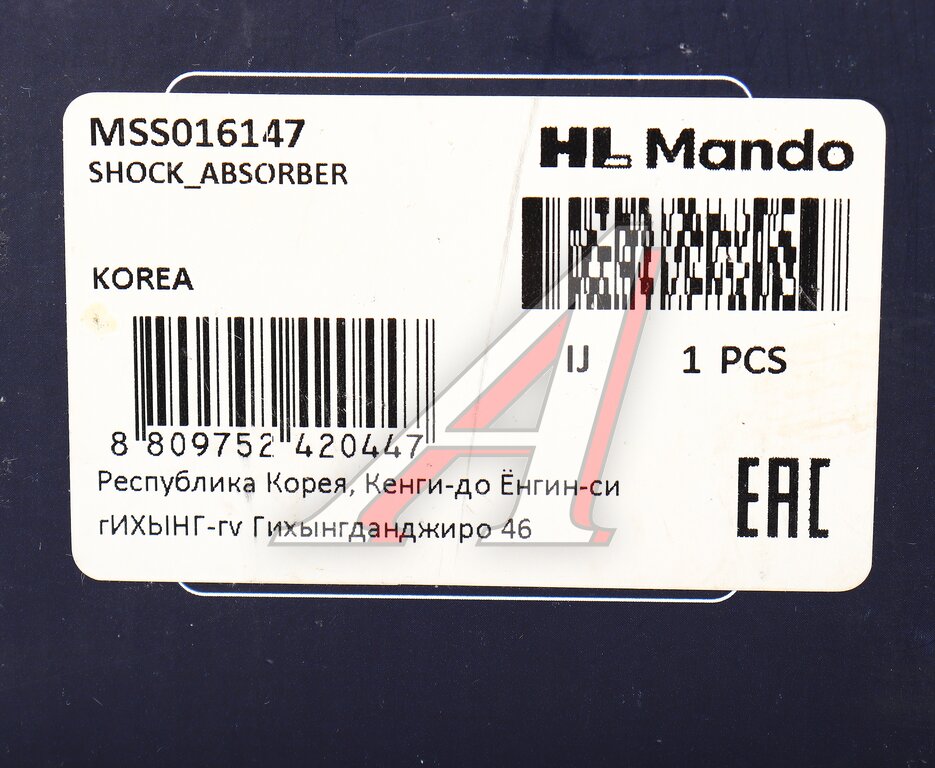 MSS016147
SHOCK_ABSORBER
HL Mando
KOREA
IJ 1 PCS
8 809752 420447
Республика Корея, Кенги-до Ёнгин-си
гИХЫНГ-гv Гихынгданджиро 46
EAC